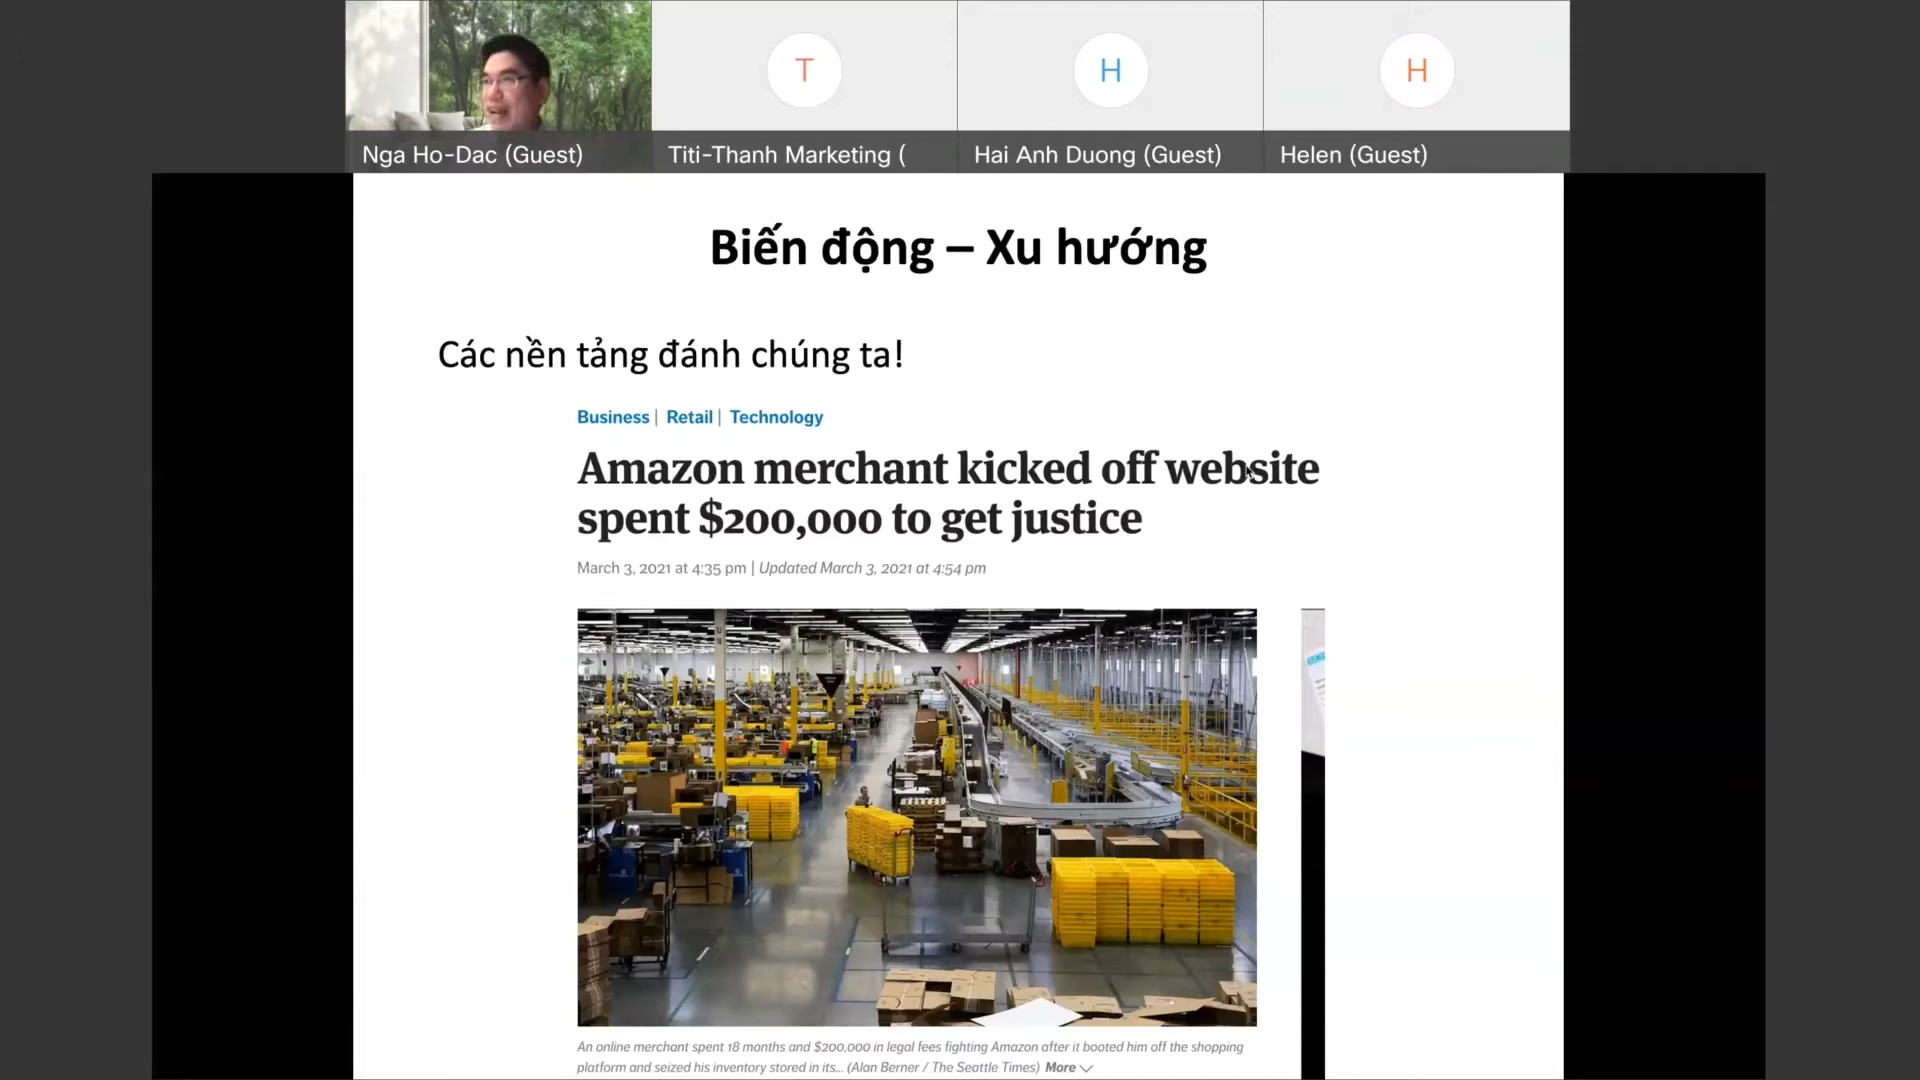 T
H
H
Nga Ho-Dac (Guest)
Titi-Thanh Marketing (
Hai Anh Duong (Guest)
Helen (Guest)
Biến động – Xu hướng
Các nền tảng đánh chúng ta!
Business | Retail | Technology
Amazon merchant kicked off website
spent $200,000 to get justice
March 3, 2021 at 4:35 pm | Updated March 3, 2021 at 4:54 pm
An online merchant spent 18 months and $200,000 in legal fees fighting Amazon after it booted him off the shopping
platform and seized his inventory stored in its... (Alan Berner / The Seattle Times) More